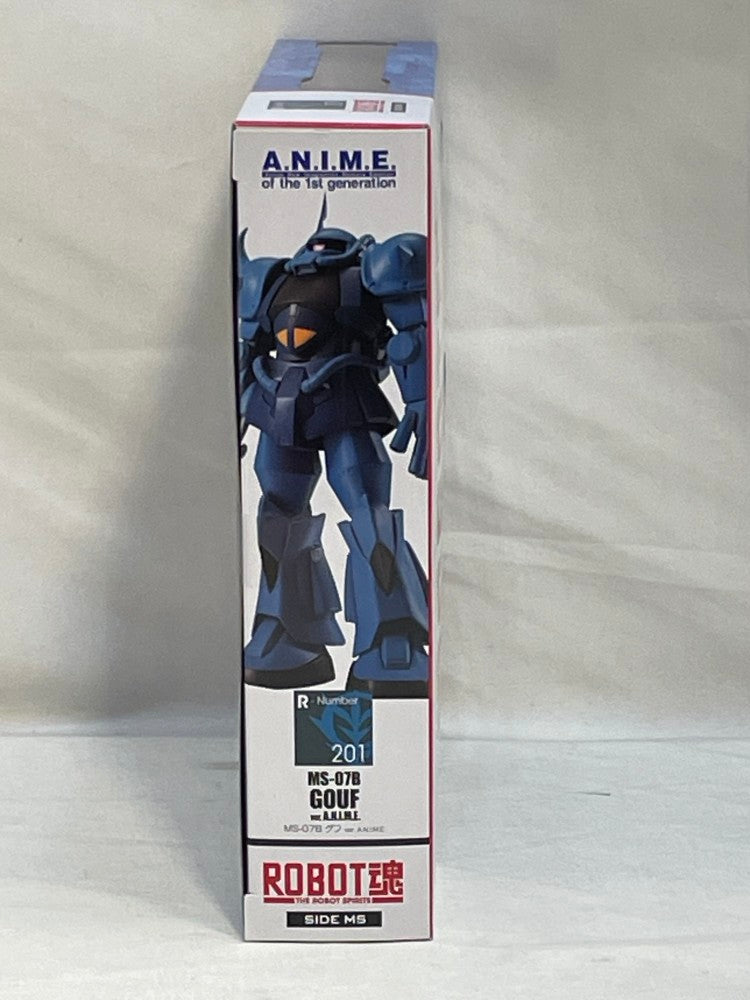 A.N.I.M.E.
of the 1st generation
R - Number
201
MS-07B
GOUF
ver. A.N.I.M.E.
MS-07B グフ ver. A.N.I.M.E.
ROBOT魂
THE ROBOT SPIRITS
SIDE MS